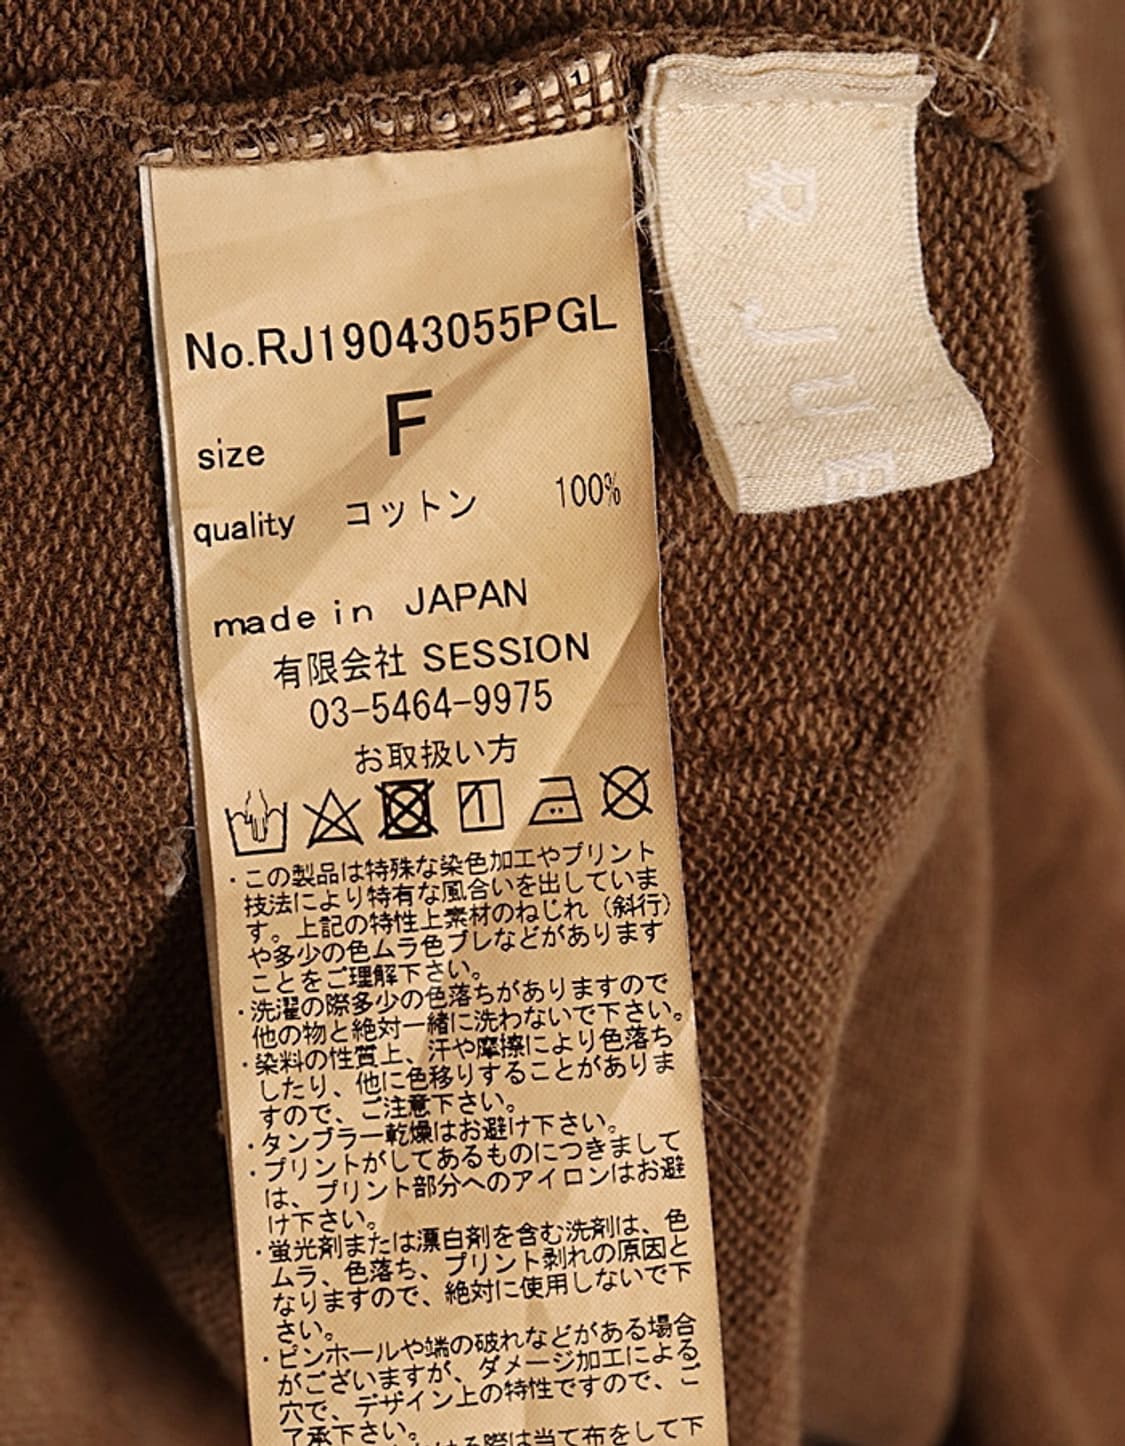 No.RJ19043055PGL
size F
quality コットン 100%
made in JAPAN
有限会社 SESSION
03-5464-9975
お取扱い方
・この製品は特殊な染色加工やプリント
技法により特有な風合いを出していま
す。上記の特性上素材のねじれ（斜行）
や多少の色ムラ色ブレなどがあります
ことをご理解下さい。
・洗濯の際多少の色落ちがありますので
他の物と絶対一緒に洗わないで下さい。
・染料の性質上、汗や摩擦により色落ち
したり、他に色移りすることがありま
すので、ご注意下さい。
・タンブラー乾燥はお避け下さい。
・プリントがしてあるものにつきまして
は、プリント部分へのアイロンはお避
け下さい。
・蛍光剤または漂白剤を含む洗剤は、色
ムラ、色落ち、プリント剥れの原因と
なりますので、絶対に使用しないで下
さい。
・ピンホールや端の破れなどがある場合
がございますが、ダメージ加工による
穴で、デザイン上の特性ですので、ご
了承下さい。
際は当て布をして下
R JUB